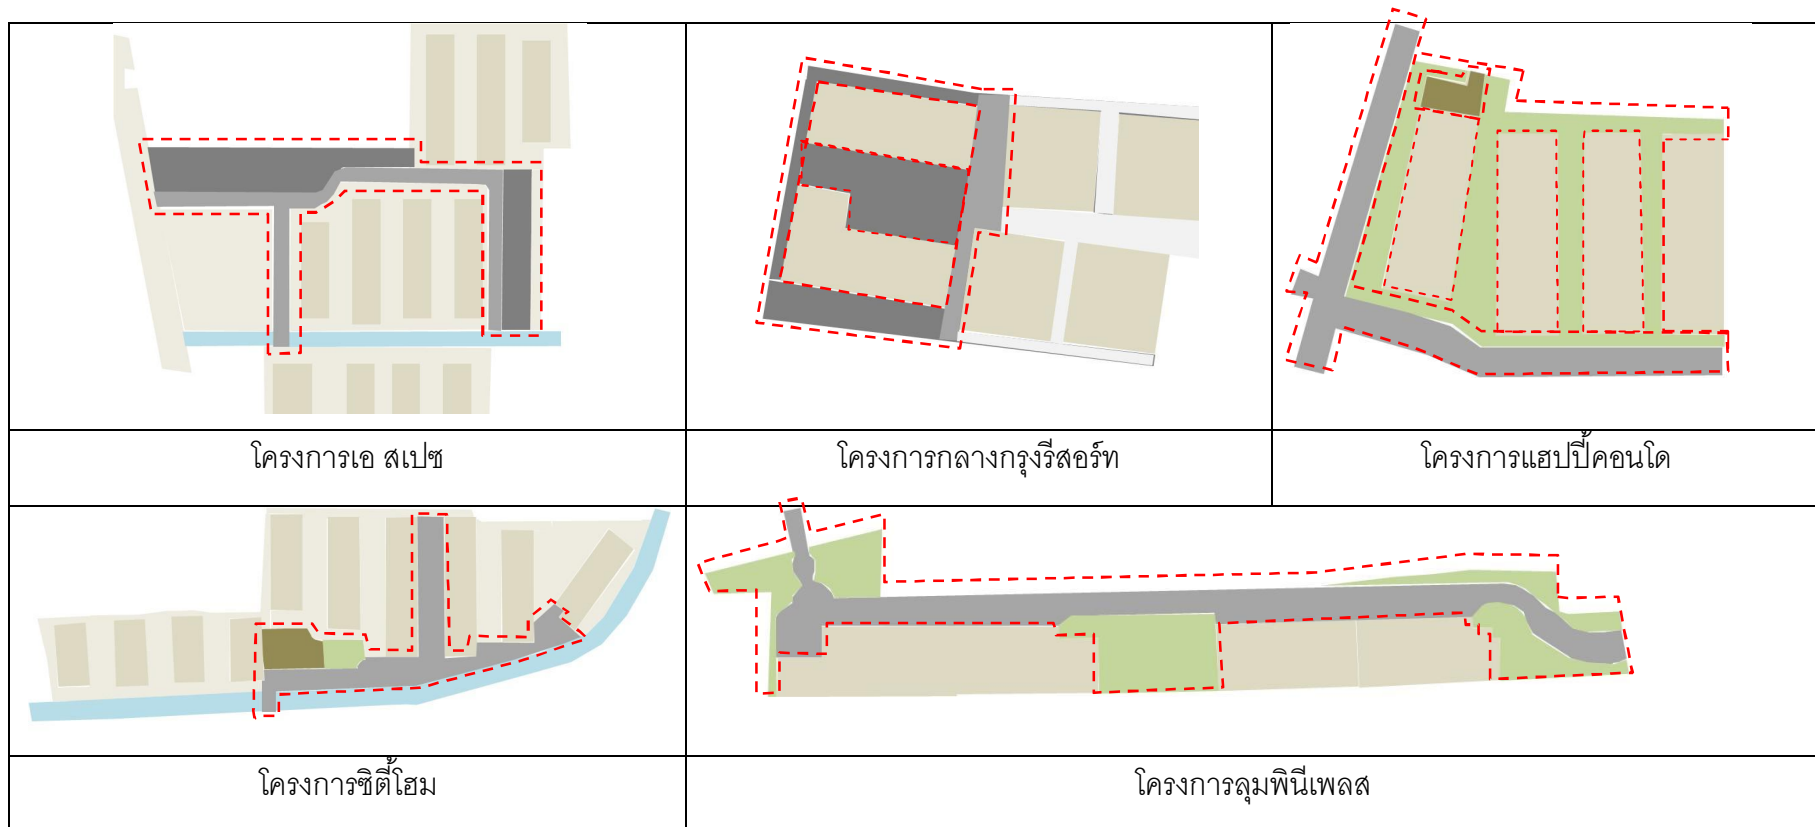 โครงการเอ สเปซ
โครงการกลางกรุงรีสอร์ท
โครงการแฮปปี้คอนโด
โครงการซิตี้โฮม
โครงการลุมพินีเพลส